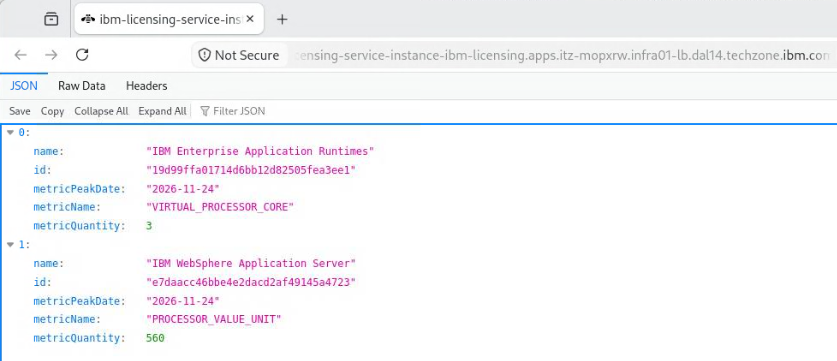 ibm-licensing-service-ins
Not Secure
ensing-service-instance-ibm-licensing.apps.itz-mopxrw.infra01-lb.dal14.techzone.ibm.com
JSON Raw Data Headers
Save Copy Collapse All Expand All Filter JSON
0:
name: "IBM Enterprise Application Runtimes"
id: "19d99ffa01714d6bb12d82505fea3ee1"
metricPeakDate: "2026-11-24"
metricName: "VIRTUAL_PROCESSOR_CORE"
metricQuantity: 3
1:
name: "IBM WebSphere Application Server"
id: "e7daacc46bbe4e2dacd2af49145a4723"
metricPeakDate: "2026-11-24"
metricName: "PROCESSOR_VALUE_UNIT"
metricQuantity: 560